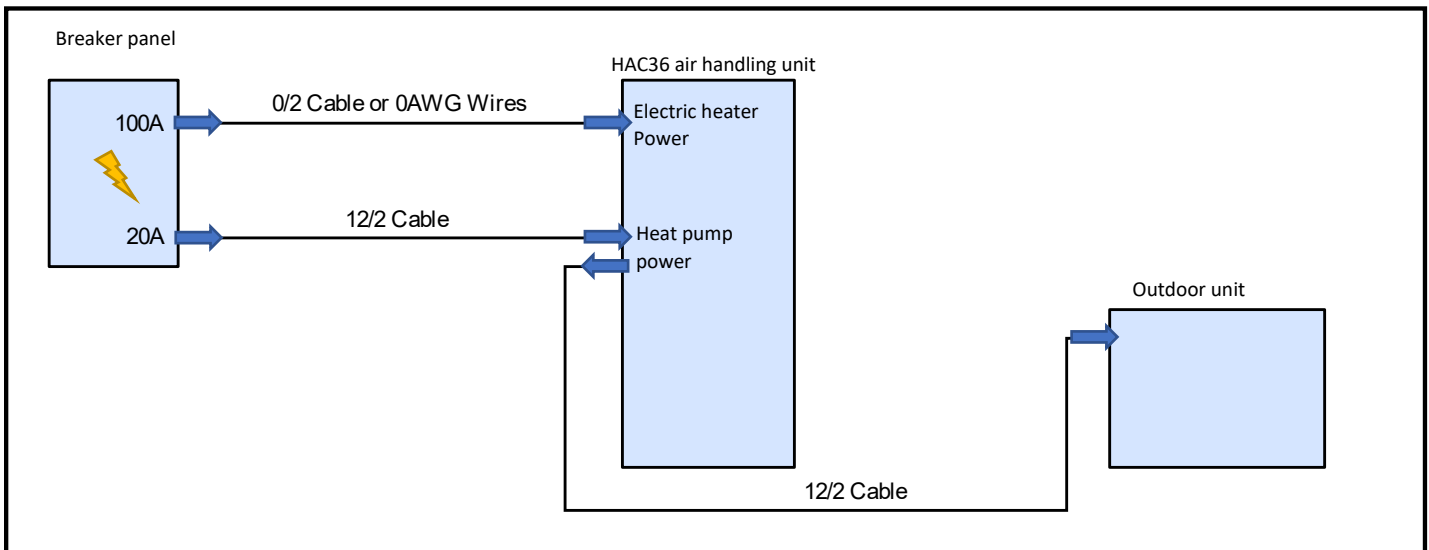 Breaker panel
HAC36 air handling unit
0/2 Cable or 0AWG Wires
100A
Electric heater
Power
12/2 Cable
20A
Heat pump
power
Outdoor unit
12/2 Cable